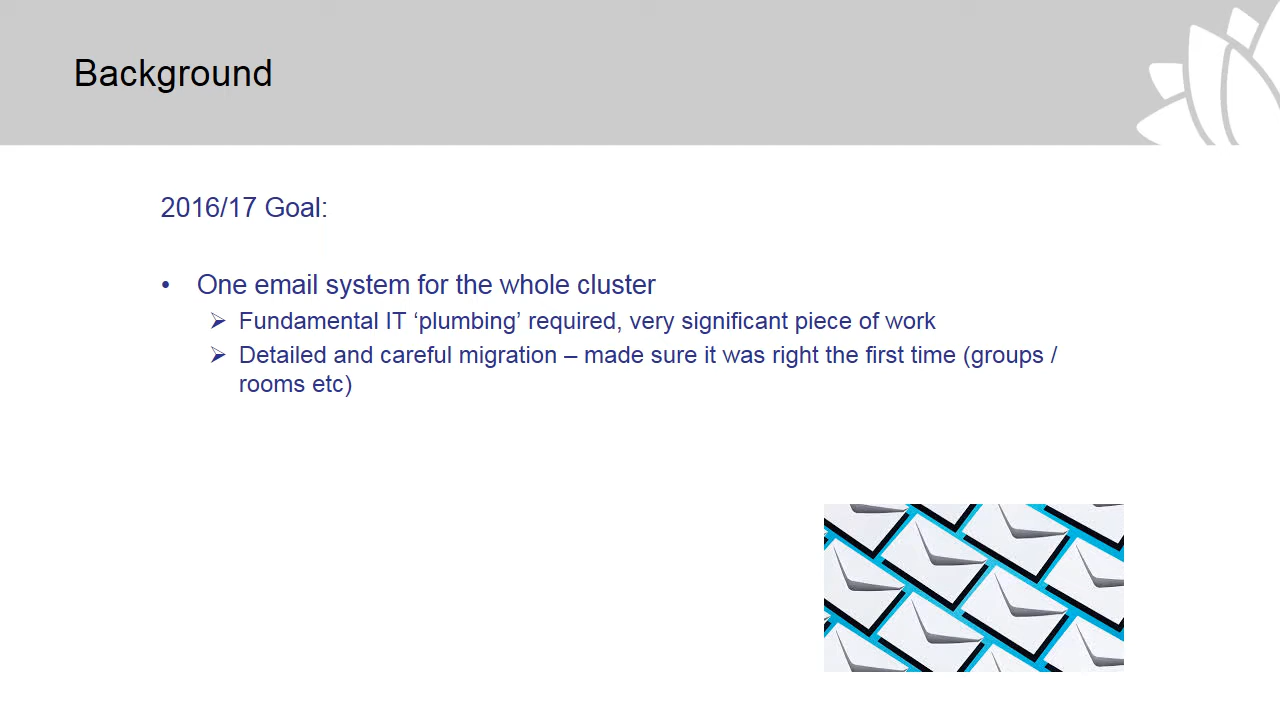 Background
2016/17 Goal:
• One email system for the whole cluster
➢ Fundamental IT ‘plumbing’ required, very significant piece of work
➢ Detailed and careful migration – made sure it was right the first time (groups /
rooms etc)